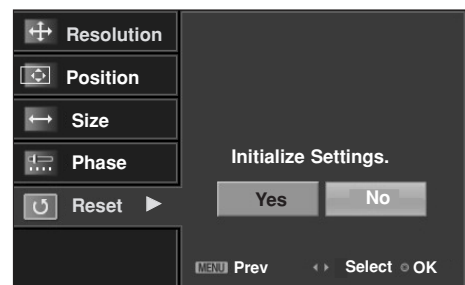 Resolution
Position
Size
Phase
Reset
Initialize Settings.
Yes No
MENU Prev Select OK